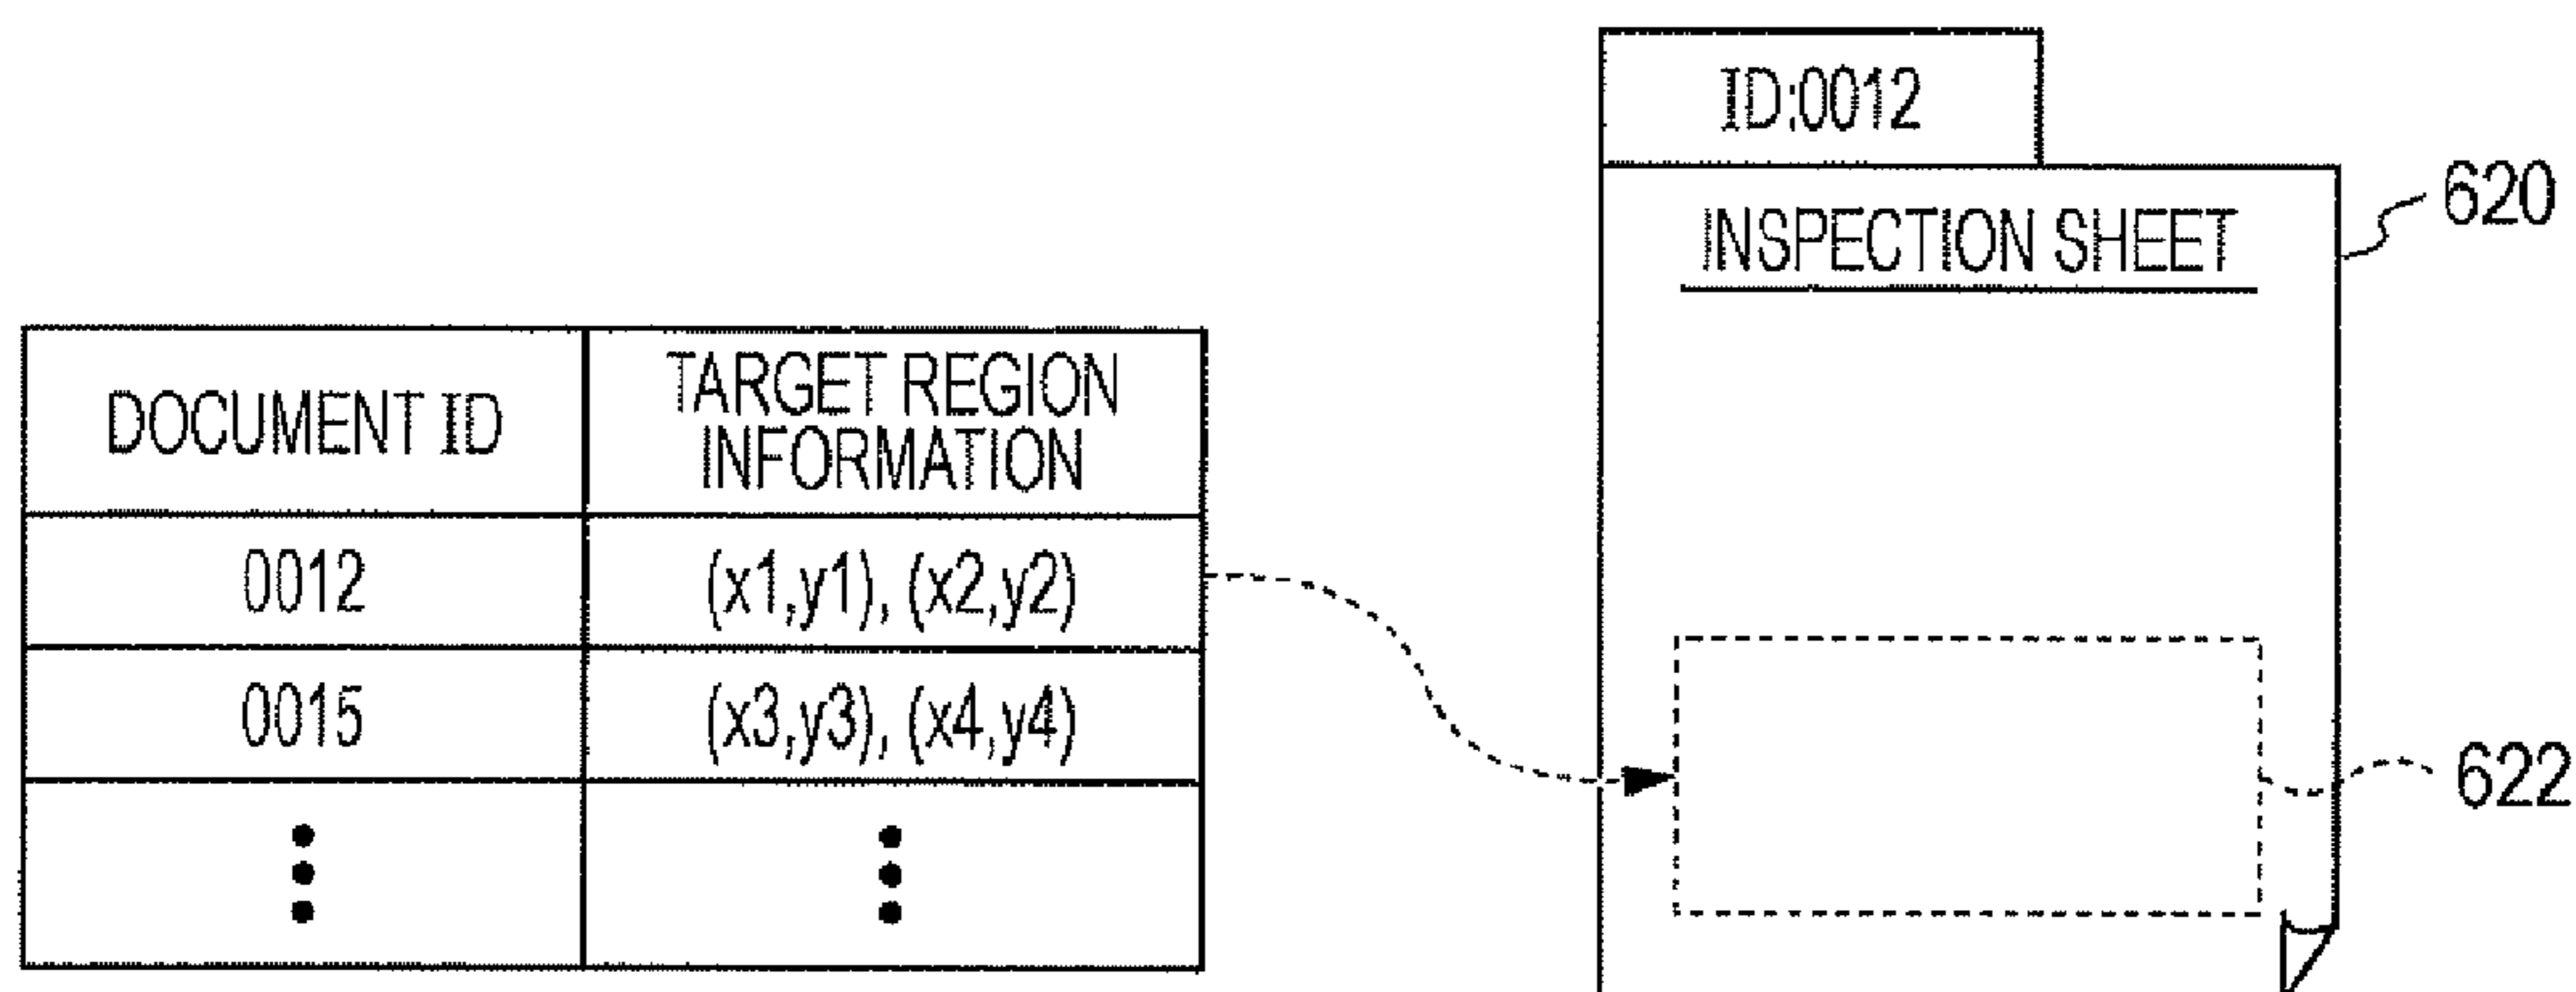 ID;0012
INSPECTION SHEET
620
DOCUMENT ID
TARGET REGION
INFORMATION
0012
(x1,y1), (x2,y2)
0015
(x3,y3), (x4,y4)
622